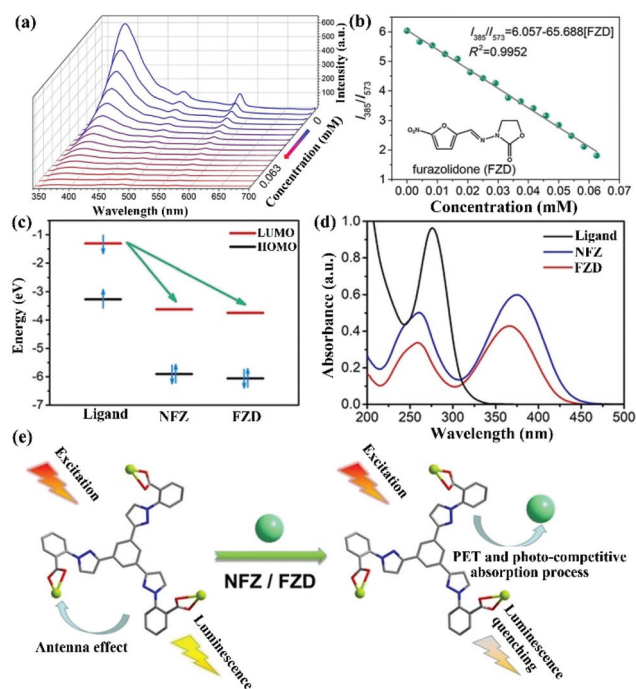 (a)
600
500
400
300
200
100
0
Intensity (a.u.)
0
0.063
Concentration (mM)
350 400 450 500 550 600 650 700
Wavelength (nm)
(b)
6
5
4
3
2
1
I385/I573
I385/I573=6.057-65.688[FZD]
R2=0.9952
O2N
O
N
N
O
O
furazolidone (FZD)
0.00 0.01 0.02 0.03 0.04 0.05 0.06
Concentration (mM)
(c)
-1
-2
-3
-4
-5
-6
-7
Energy (eV)
LUMO
HOMO
Ligand NFZ FZD
(d)
1.0
0.8
0.6
0.4
0.2
0.0
Absorbance (a.u.)
Ligand
NFZ
FZD
200 250 300 350 400 450 500
Wavelength (nm)
(e)
Excitation
Antenna effect
Luminescence
NFZ / FZD
Excitation
PET and photo-competitive
absorption process
Luminescence
quenching